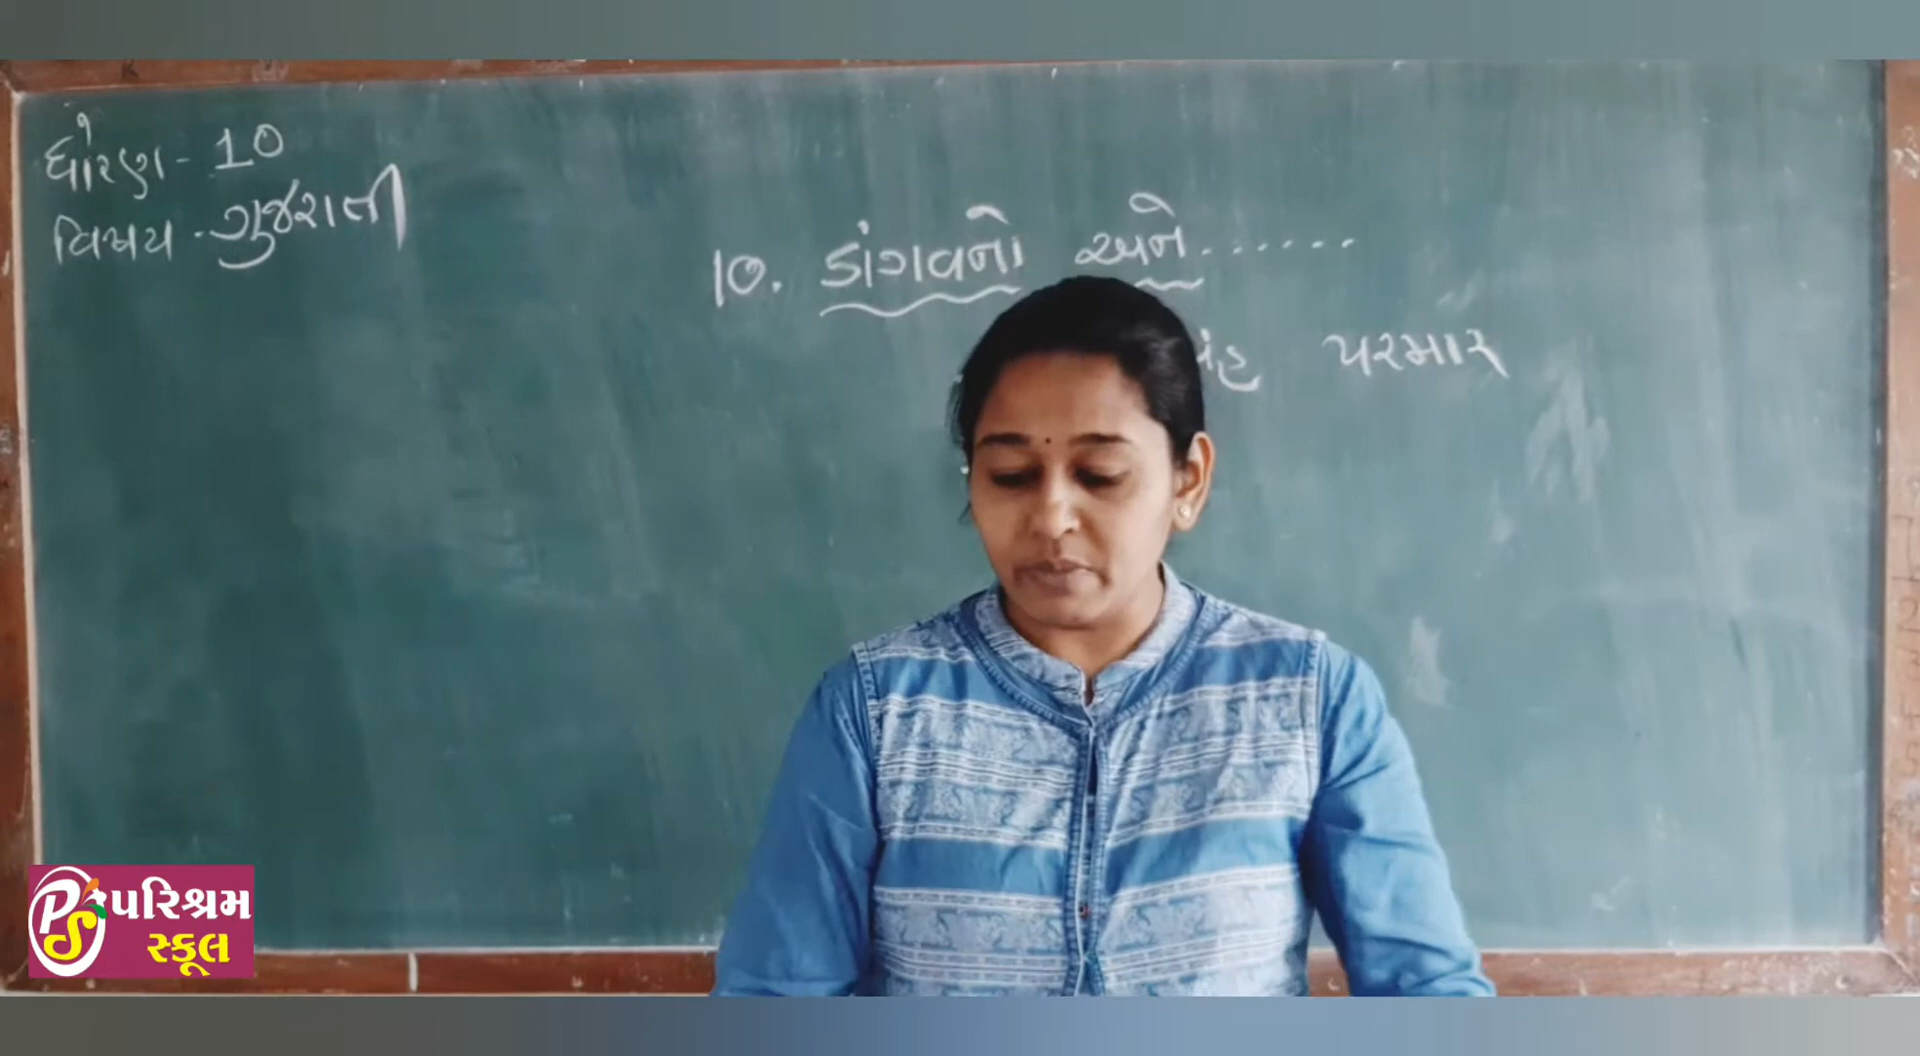 ધોરણ - 10
વિષય - ગુજરાતી
10. ડાંગવનો અને.......
પરમાર
પરિશ્રમ
સ્કૂલ